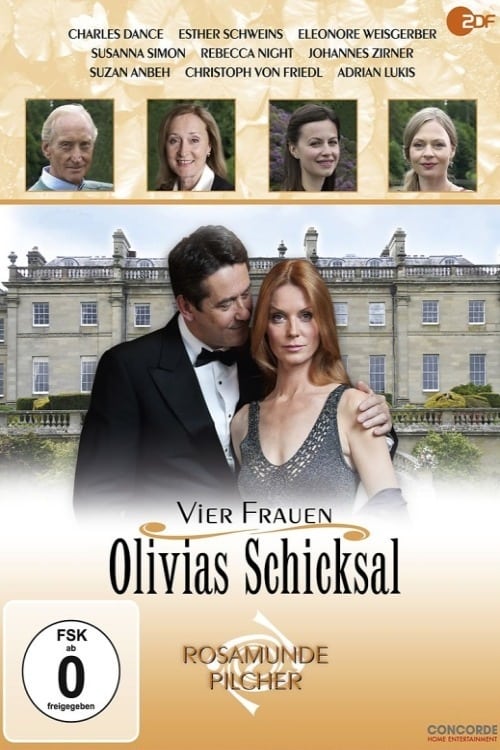 CHARLES DANCE ESTHER SCHWEINS ELEONORE WEISGERBER
SUSANNA SIMON REBECCA NIGHT JOHANNES ZIRNER
SUZAN ANBEH CHRISTOPH VON FRIEDL ADRIAN LUKIS
ZDF
VIER FRAUEN
Olivias Schicksal
FSK
ab
0
freigegeben
ROSAMUNDE
PILCHER
CONCORDE
HOME ENTERTAINMENT